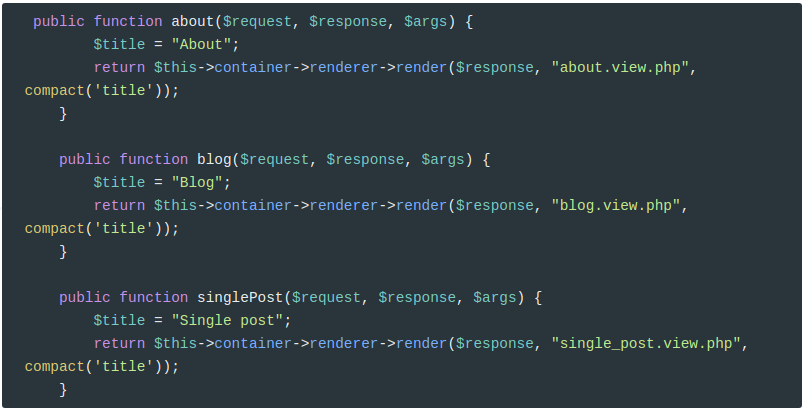 public function about($request, $response, $args) {
$title = "About";
return $this->container->renderer->render($response, "about.view.php",
compact('title'));
}
public function blog($request, $response, $args) {
$title = "Blog";
return $this->container->renderer->render($response, "blog.view.php",
compact('title'));
}
public function singlePost($request, $response, $args) {
$title = "Single post";
return $this->container->renderer->render($response, "single_post.view.php",
compact('title'));
}